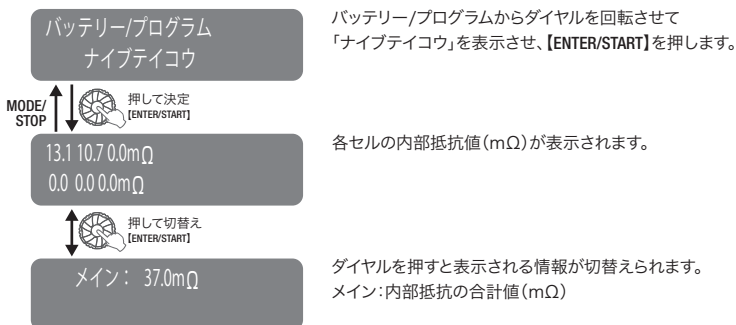 バッテリー/プログラム
ナイブテイコウ
バッテリー/プログラムからダイヤルを回転させて
「ナイブテイコウ」を表示させ、【ENTER/START】を押します。
MODE/
STOP
押して決定
【ENTER/START】
13.1 10.7 0.0mΩ
0.0 0.0 0.0mΩ
各セルの内部抵抗値(mΩ)が表示されます。
押して切替え
【ENTER/START】
メイン: 37.0mΩ
ダイヤルを押すと表示される情報が切替えられます。
メイン:内部抵抗の合計値(mΩ)